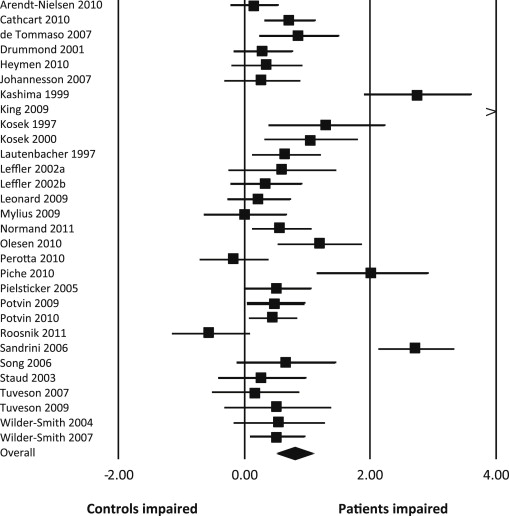 Arendt-Nielsen 2010
Cathcart 2010
de Tommaso 2007
Drummond 2001
Heymen 2010
Johannesson 2007
Kashima 1999
King 2009
>
Kosek 1997
Kosek 2000
Lautenbacher 1997
Leffler 2002a
Leffler 2002b
Leonard 2009
Mylius 2009
Normand 2011
Olesen 2010
Perotta 2010
Piche 2010
Pielsticker 2005
Potvin 2009
Potvin 2010
Roosnik 2011
Sandrini 2006
Song 2006
Staud 2003
Tuveson 2007
Tuveson 2009
Wilder-Smith 2004
Wilder-Smith 2007
Overall
-2.00 0.00 2.00 4.00
Controls impaired Patients impaired